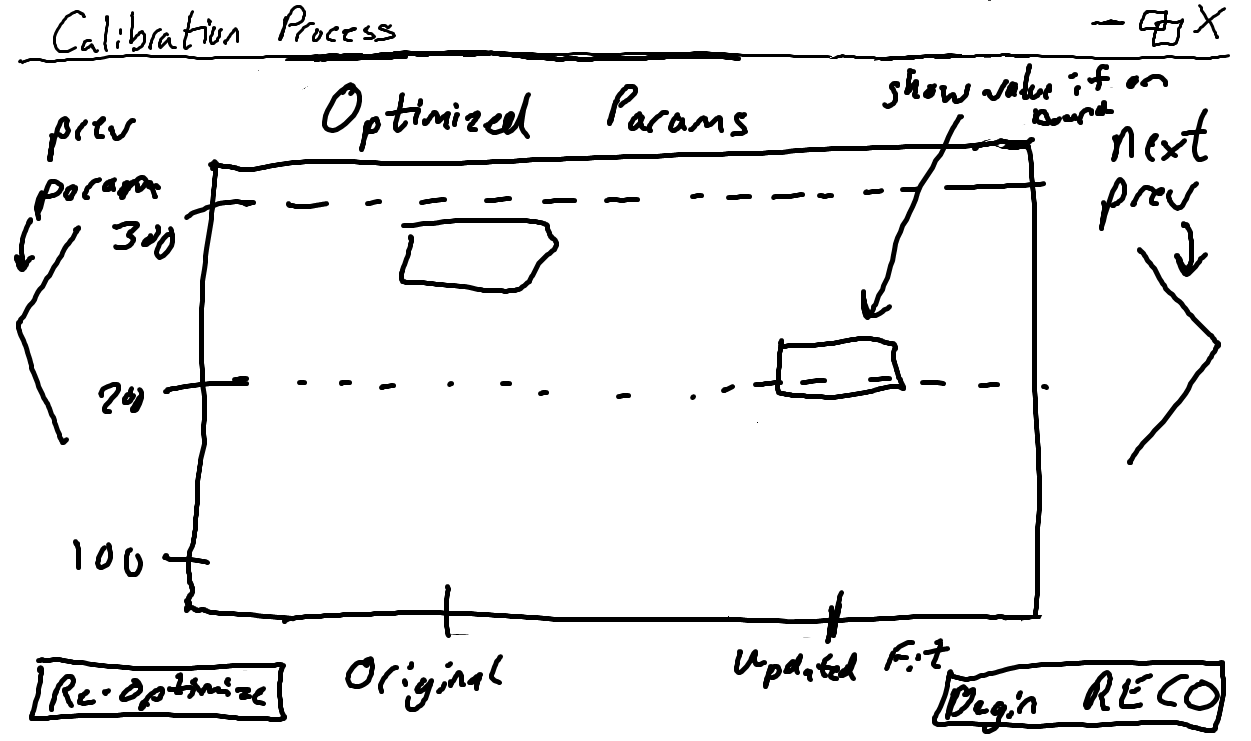 Calibration Process
X
Optimized Params
show value if on
Bound
prev
param
next
prev
300
200
100
Original
Updated Fit
Re-Optimize
Begin RECO